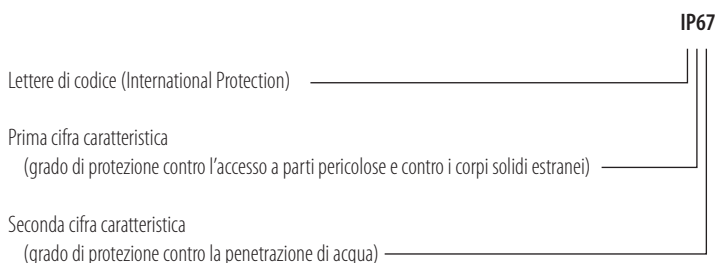 IP67
Lettere di codice (International Protection)
Prima cifra caratteristica
(grado di protezione contro l'accesso a parti pericolose e contro i corpi solidi estranei)
Seconda cifra caratteristica
(grado di protezione contro la penetrazione di acqua)